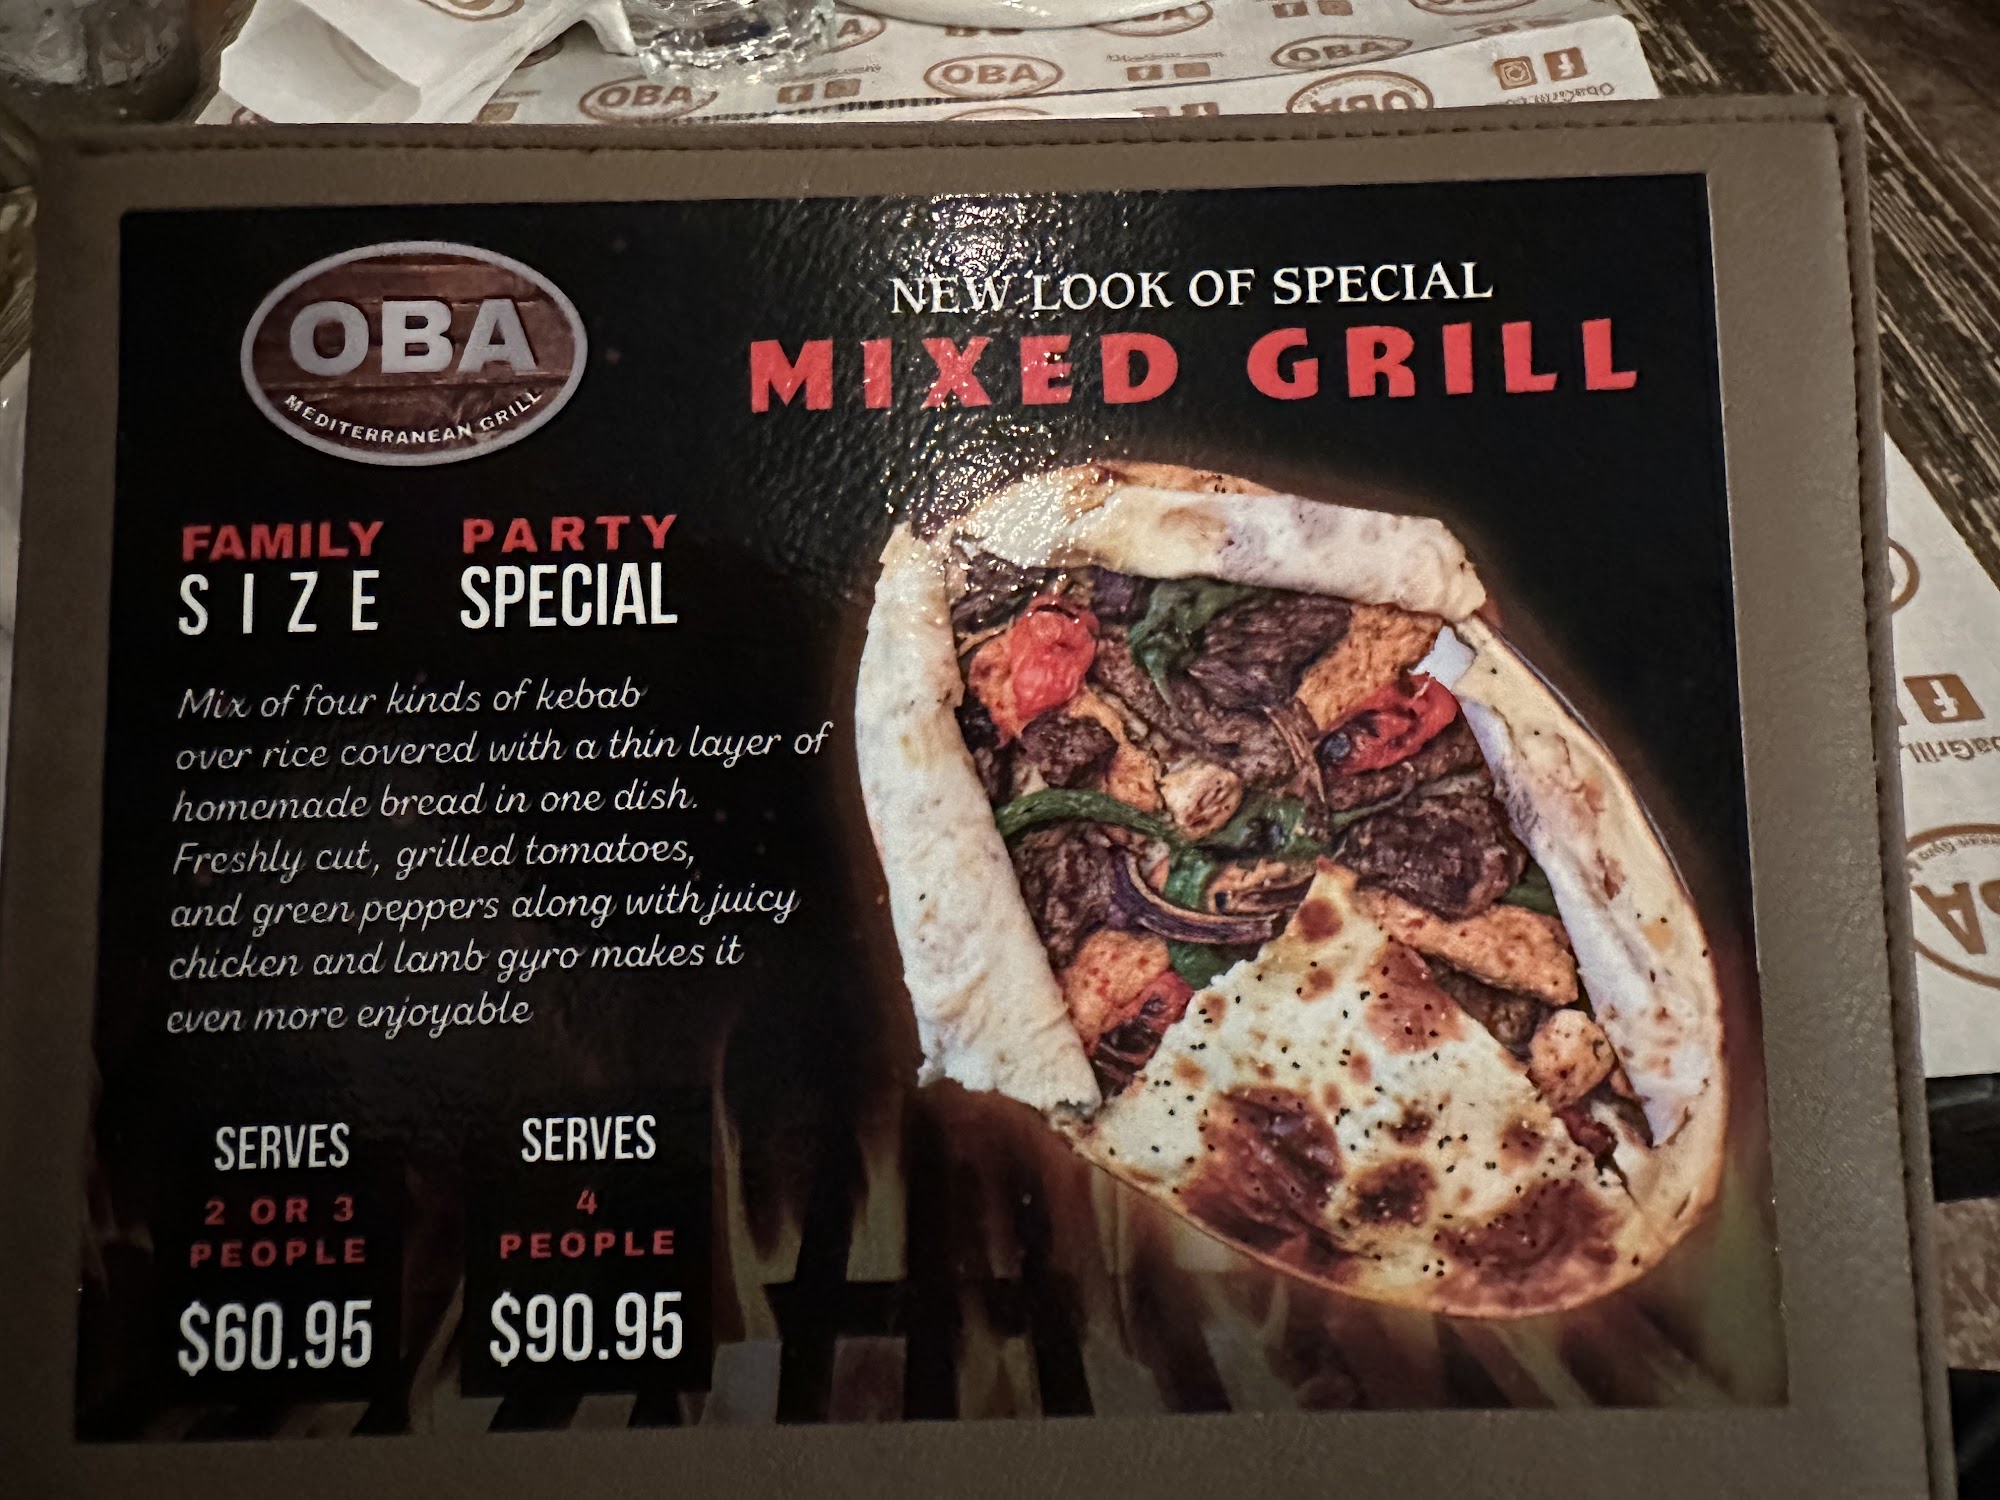 OBA
OBA
OBA
OBA
MEDITERRANEAN GRILL
NEW LOOK OF SPECIAL
MIXED GRILL
FAMILY
SIZE
PARTY
SPECIAL
Mix of four kinds of kebab
over rice covered with a thin layer of
homemade bread in one dish.
Freshly cut, grilled tomatoes,
and green peppers along with juicy
chicken and lamb gyro makes it
even more enjoyable
SERVES
2 OR 3
PEOPLE
$60.95
SERVES
4
PEOPLE
$90.95